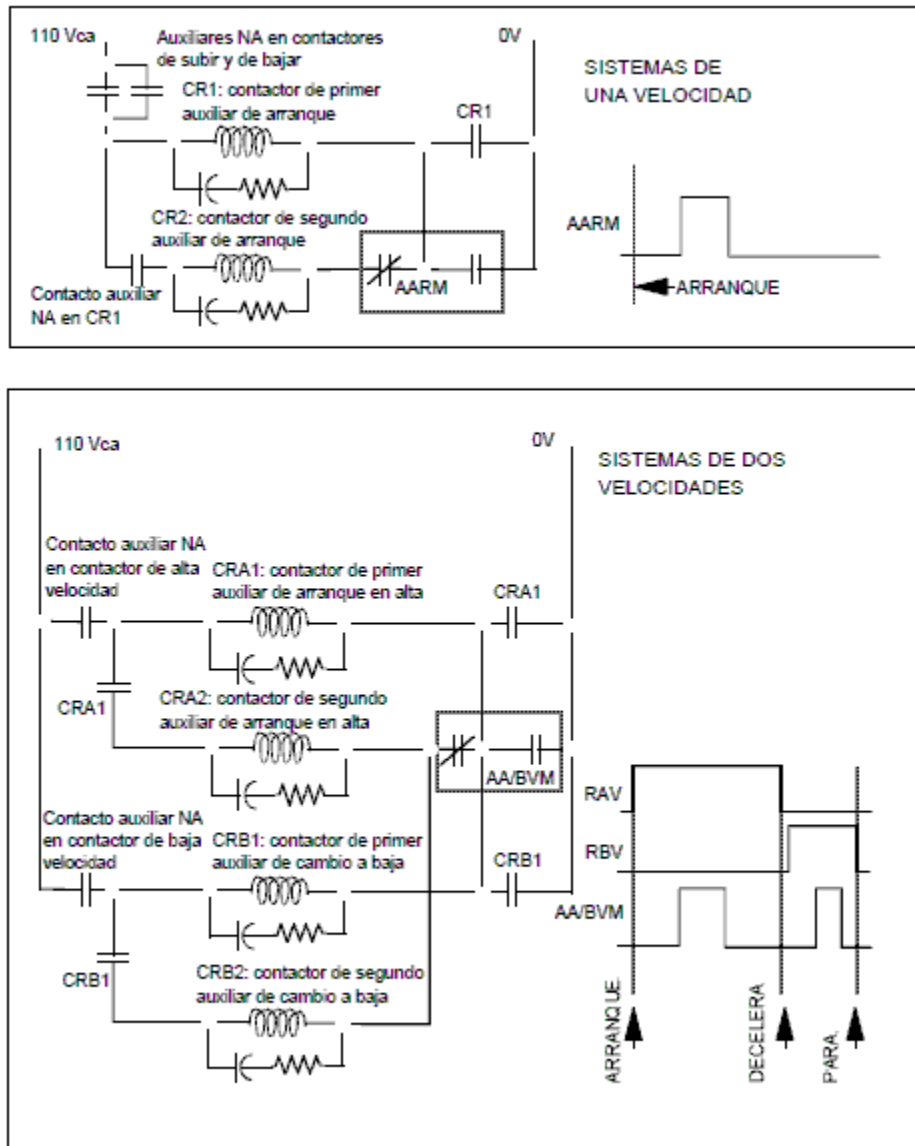 110 Vca
Auxiliares NA en contactores
de subir y de bajar
0V
SISTEMAS DE
UNA VELOCIDAD
CR1: contactor de primer
auxiliar de arranque
CR1
AARM
CR2: contactor de segundo
auxiliar de arranque
AARM
ARRANQUE
Contacto auxiliar
NA en CR1
110 Vca
0V
SISTEMAS DE DOS
VELOCIDADES
Contacto auxiliar NA
en contactor de alta
velocidad
CRA1: contactor de primer
auxiliar de arranque en alta
CRA1
CRA1
CRA2: contactor de segundo
auxiliar de arranque en alta
AA/BVM
RAV
Contacto auxiliar NA
en contactor de baja
velocidad
CRB1: contactor de primer
auxiliar de cambio a baja
CRB1
RBV
AA/BVM
CRB1
CRB2: contactor de segundo
auxiliar de cambio a baja
ARRANQUE
DECELERA
PARA.